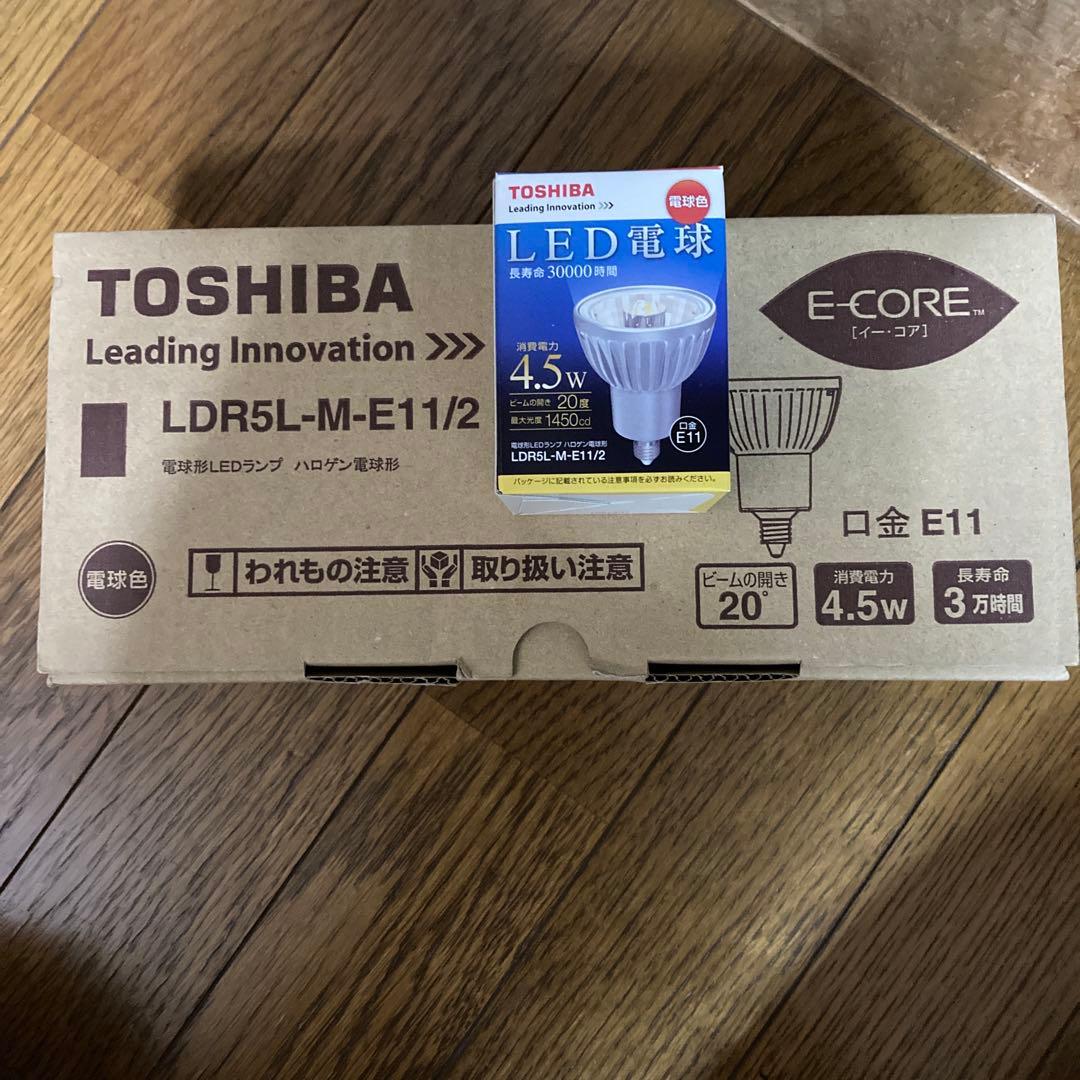 TOSHIBA
Leading Innovation >>>
LDR5L-M-E11/2
電球形LEDランプ ハロゲン電球形
電球色
われもの注意
取り扱い注意
TOSHIBA
Leading Innovation >>>
電球色
LED電球
長寿命30000時間
消費電力
4.5W
ビームの開き 20度
最大光度 1450cd
口金
E11
電球形LEDランプ ハロゲン電球形
LDR5L-M-E11/2
パッケージに記載されている注意事項を必ずお読みください。
E-CORE™
[イー・コア]
口金 E11
ビームの開き
20°
消費電力
4.5W
長寿命
3万時間